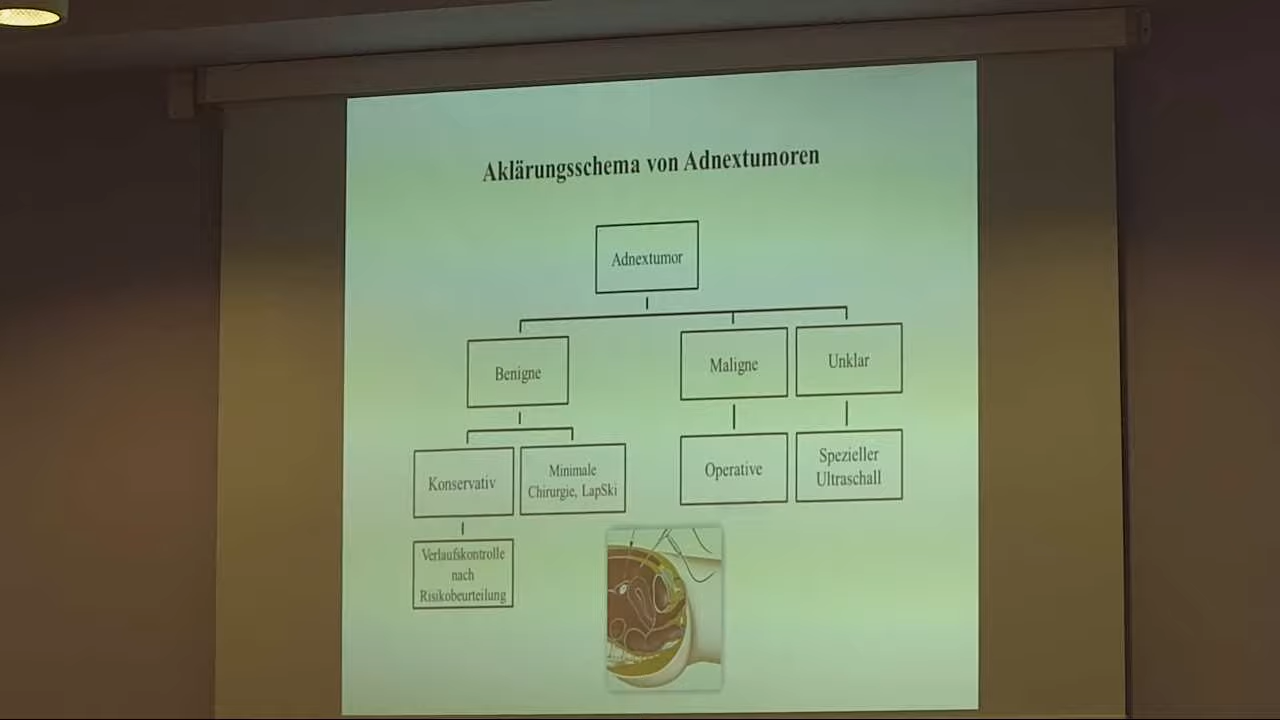 Aklärungsschema von Adnextumoren
Adnextumor
Benigne
Maligne
Unklar
Konservativ
Minimale
Chirurgie, LapSki
Operative
Spezieller
Ultraschall
Verlaufskontrolle
nach
Risikobeurteilung